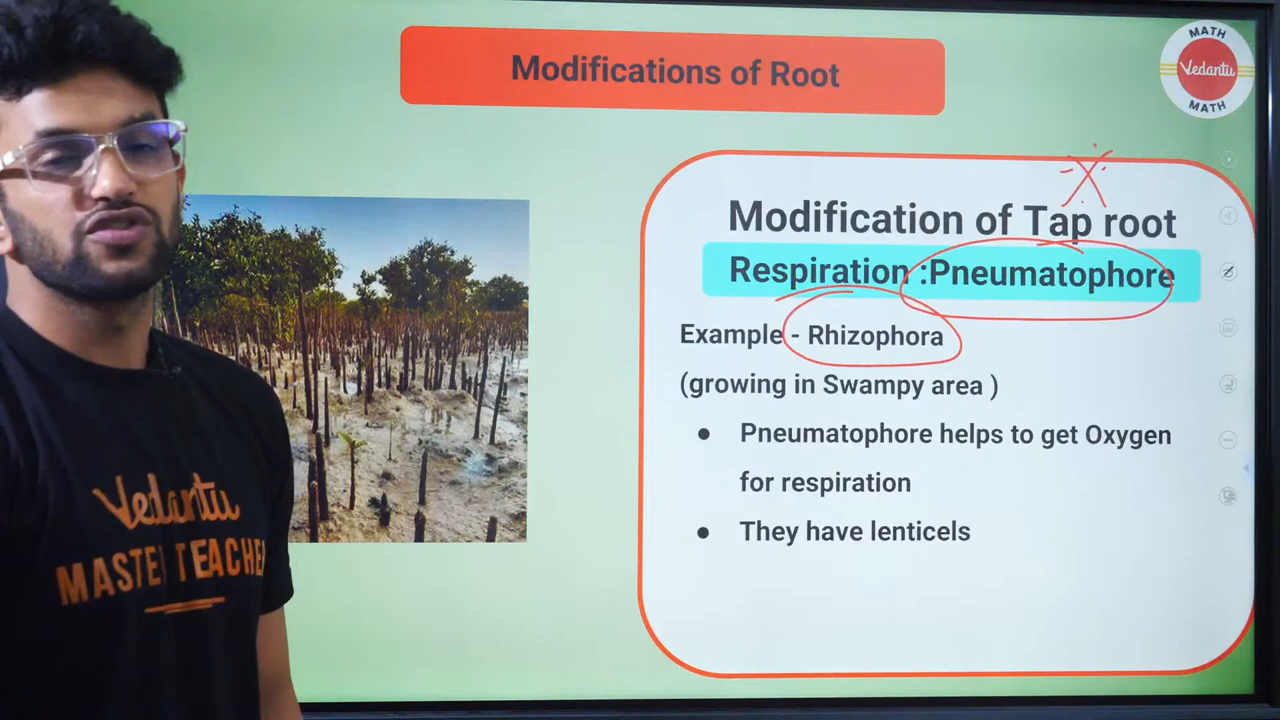 Modifications of Root
MATH
Vedantu
MATH
Modification of Tap root
Respiration :Pneumatophore
Example - Rhizophora
(growing in Swampy area )
● Pneumatophore helps to get Oxygen
for respiration
● They have lenticels
Vedantu
MASTER TEACHER